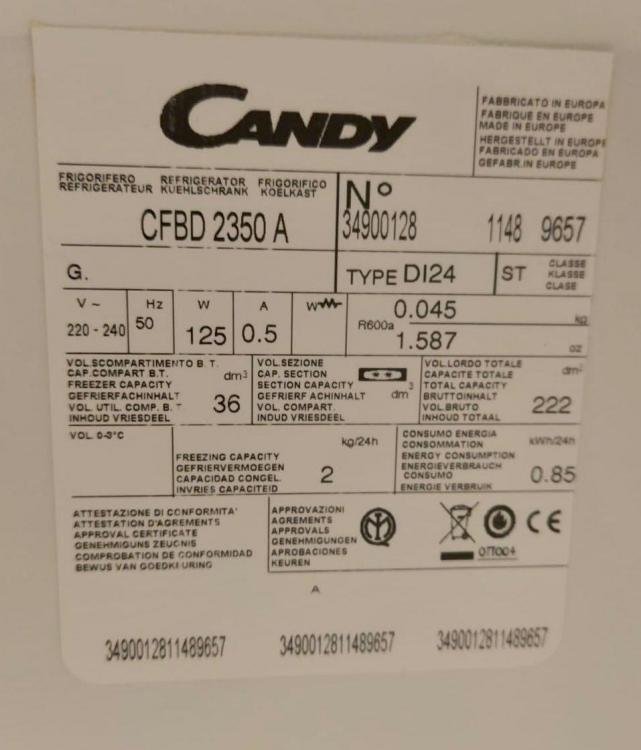 CANDY
FABBRICATO IN EUROPA
FABRIQUE EN EUROPE
MADE IN EUROPE
HERGESTELLT IN EUROPE
FABRICADO EN EUROPA
GEFABR.IN EUROPE
FRIGORIFERO REFRIGERATOR FRIGORIFICO
REFRIGERATEUR KUEHLSCHRANK KOELKAST
CFBD 2350 A
N°
34900128 1148 9657
G.
TYPE DI24
ST
CLASSE
KLASSE
CLASE
V ~
220 - 240
Hz
50
W
125
A
0.5
W
R600a
0.045 kg
1.587 oz
VOL.SCOMPARTIMENTO B. T.
CAP.COMPART B.T. dm³
FREEZER CAPACITY
GEFRIERFACHINHALT
VOL. UTIL. COMP. B. T 36
INHOUD VRIESDEEL
VOL.SEZIONE
CAP. SECTION
SECTION CAPACITY
GEFRIERF ACHINHALT dm³
VOL. COMPART.
INDUD VRIESDEEL
VOL.LORDO TOTALE
CAPACITE TOTALE dm³
TOTAL CAPACITY
BRUTTOINHALT
VOL.BRUTO 222
INHOUD TOTAAL
VOL. 0-3°C
kg/24h
FREEZING CAPACITY
GEFRIERVERMOEGEN
CAPACIDAD CONGEL. 2
INVRIES CAPACITEID
CONSUMO ENERGIA
CONSOMMATION kWh/24h
ENERGY CONSUMPTION
ENERGIEVERBRAUCH
CONSUMO 0.85
ENERGIE VERBRUIK
ATTESTAZIONE DI CONFORMITA'
ATTESTATION D'AGREMENTS
APPROVAL CERTIFICATE
GENEHMIGUNS ZEUGNIS
COMPROBATION DE CONFORMIDAD
BEWUS VAN GOEDKEURING
APPROVAZIONI
AGREMENTS
APPROVALS
GENEHMIGUNGEN
APROBACIONES
KEUREN
07T004
CE
A
3490012811489657 3490012811489657 3490012811489657